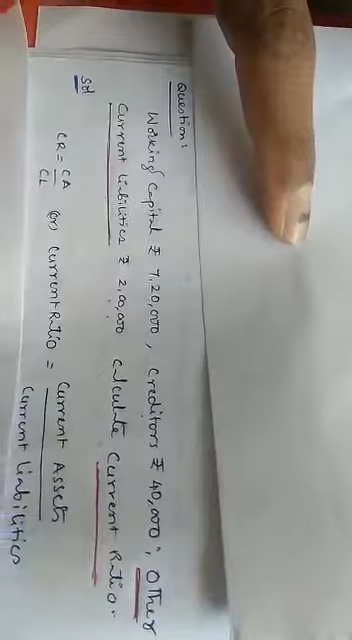 Question:
Working Capital ₹ 7,20,000, Creditors ₹ 40,000; Other
Current liabilities ₹ 2,00,000 Calculate Current Ratio.
Sol
CR = CA/CL (or) Current Ratio = Current Assets/Current liabilities